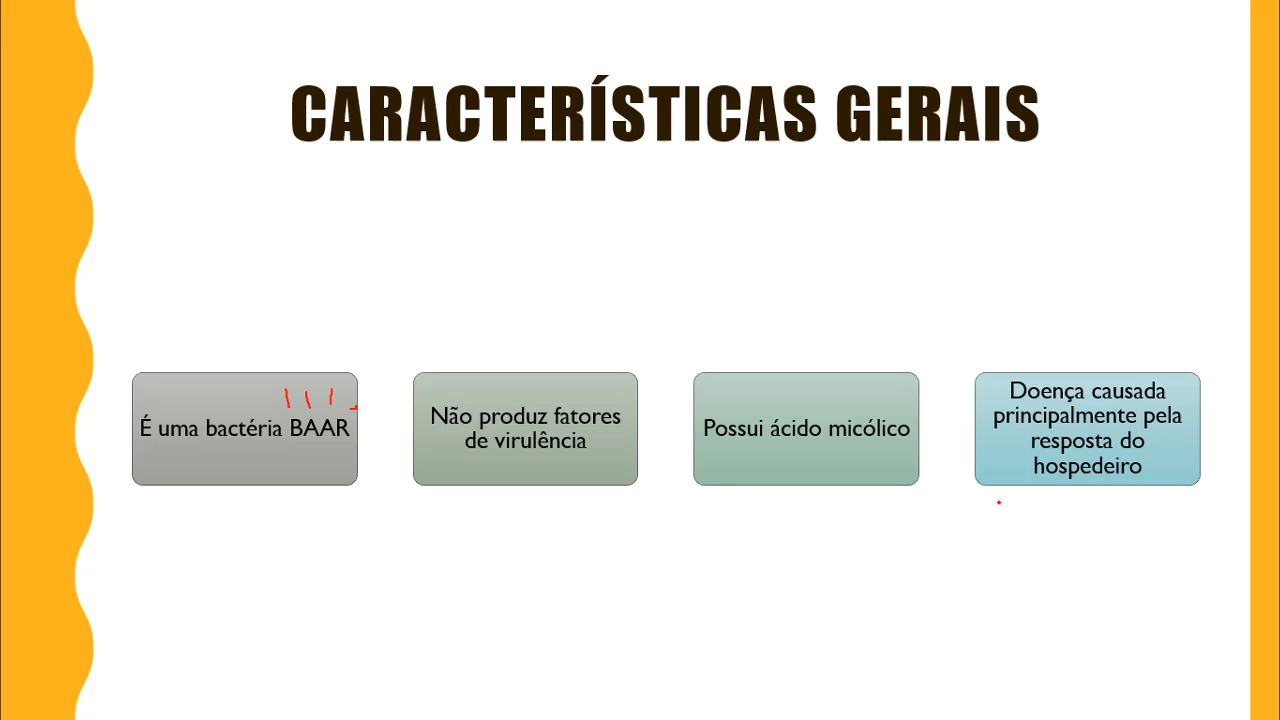 CARACTERÍSTICAS GERAIS
É uma bactéria BAAR
Não produz fatores
de virulência
Possui ácido micólico
Doença causada
principalmente pela
resposta do
hospedeiro